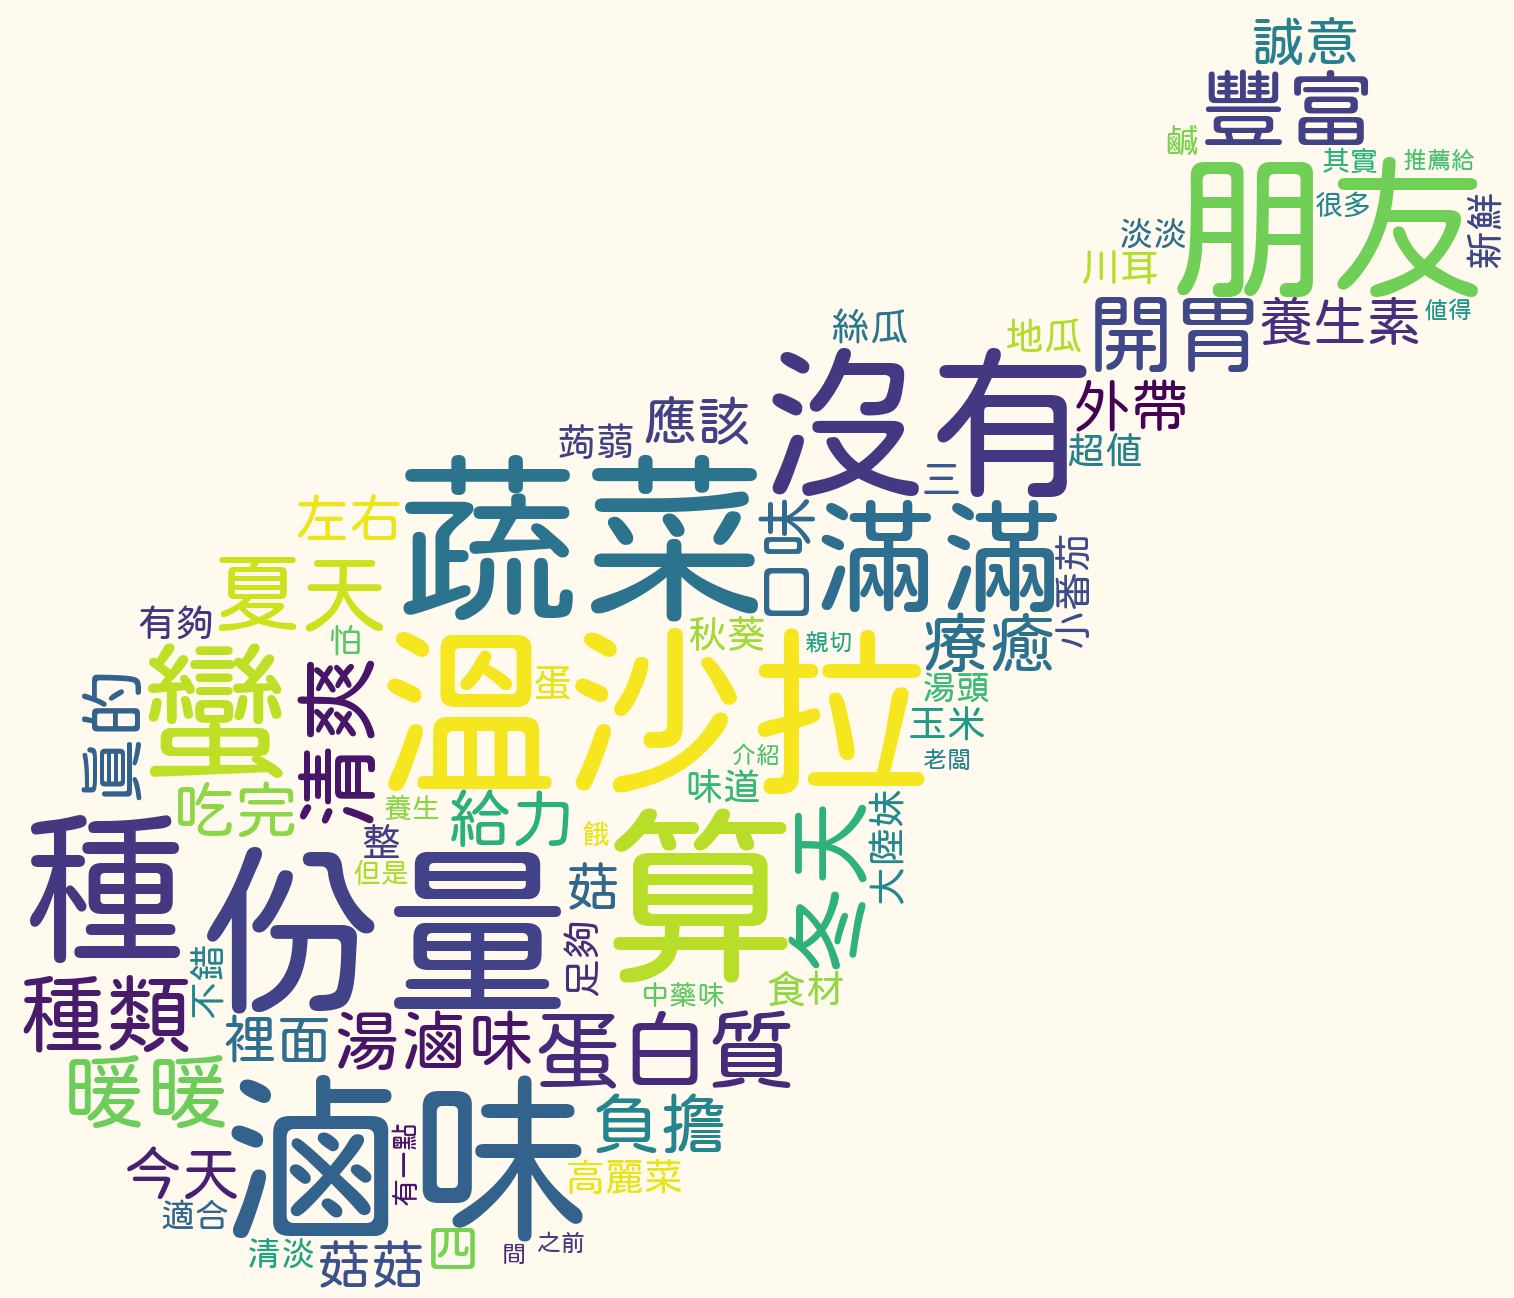 誠意
豐富
鹹
其實
推薦給
朋友
很多
新鮮
淡淡
川耳
開胃
養生素
值得
絲瓜
地瓜
沒有
外帶
應該
蒟蒻
超值
三
蔬菜
左右
口味
滿滿
小番茄
夏天
有夠
怕
秋葵
親切
療癒
蠻
清爽
溫沙拉
蛋
湯頭
真的
玉米
介紹
老闆
味道
吃完
養生
給力
大陸妹
冬天
種
整
餓
算
份量
但是
菇
足夠
不錯
食材
中藥味
種類
裡面
湯滷味
蛋白質
暖暖
滷味
負擔
有一點
今天
高麗菜
適合
清淡
菇菇
四
間
之前